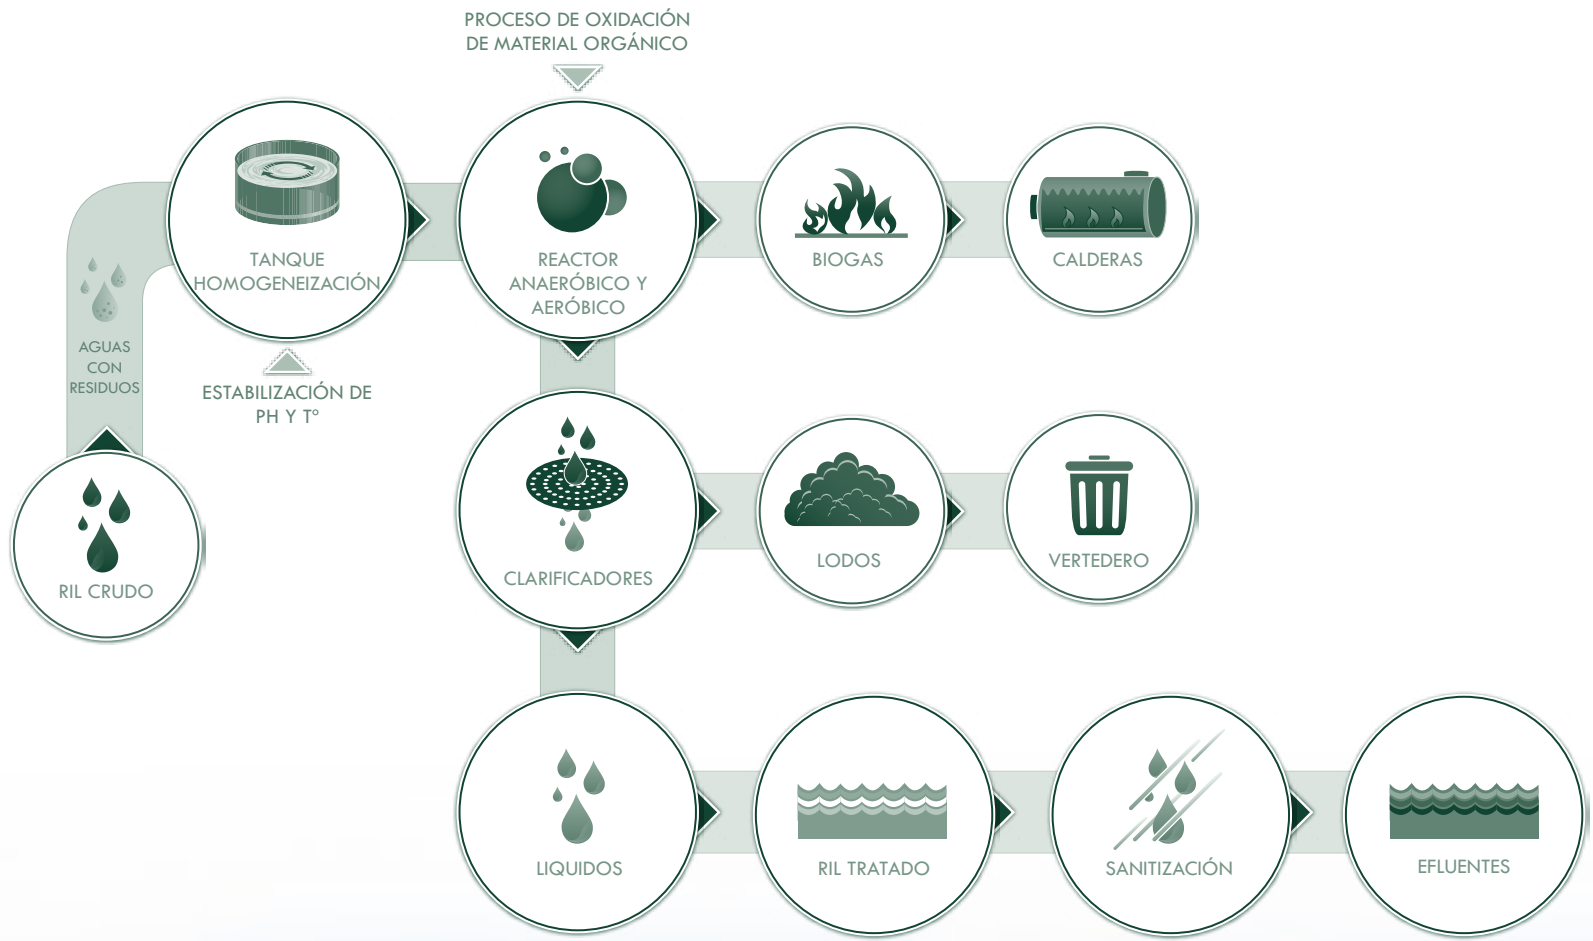 PROCESO DE OXIDACIÓN
DE MATERIAL ORGÁNICO
TANQUE
HOMOGENEIZACIÓN
REACTOR
ANAERÓBICO Y
AERÓBICO
BIOGAS
CALDERAS
AGUAS
CON
RESIDUOS
ESTABILIZACIÓN DE
PH Y Tº
RIL CRUDO
CLARIFICADORES
LODOS
VERTEDERO
LIQUIDOS
RIL TRATADO
SANITIZACIÓN
EFLUENTES